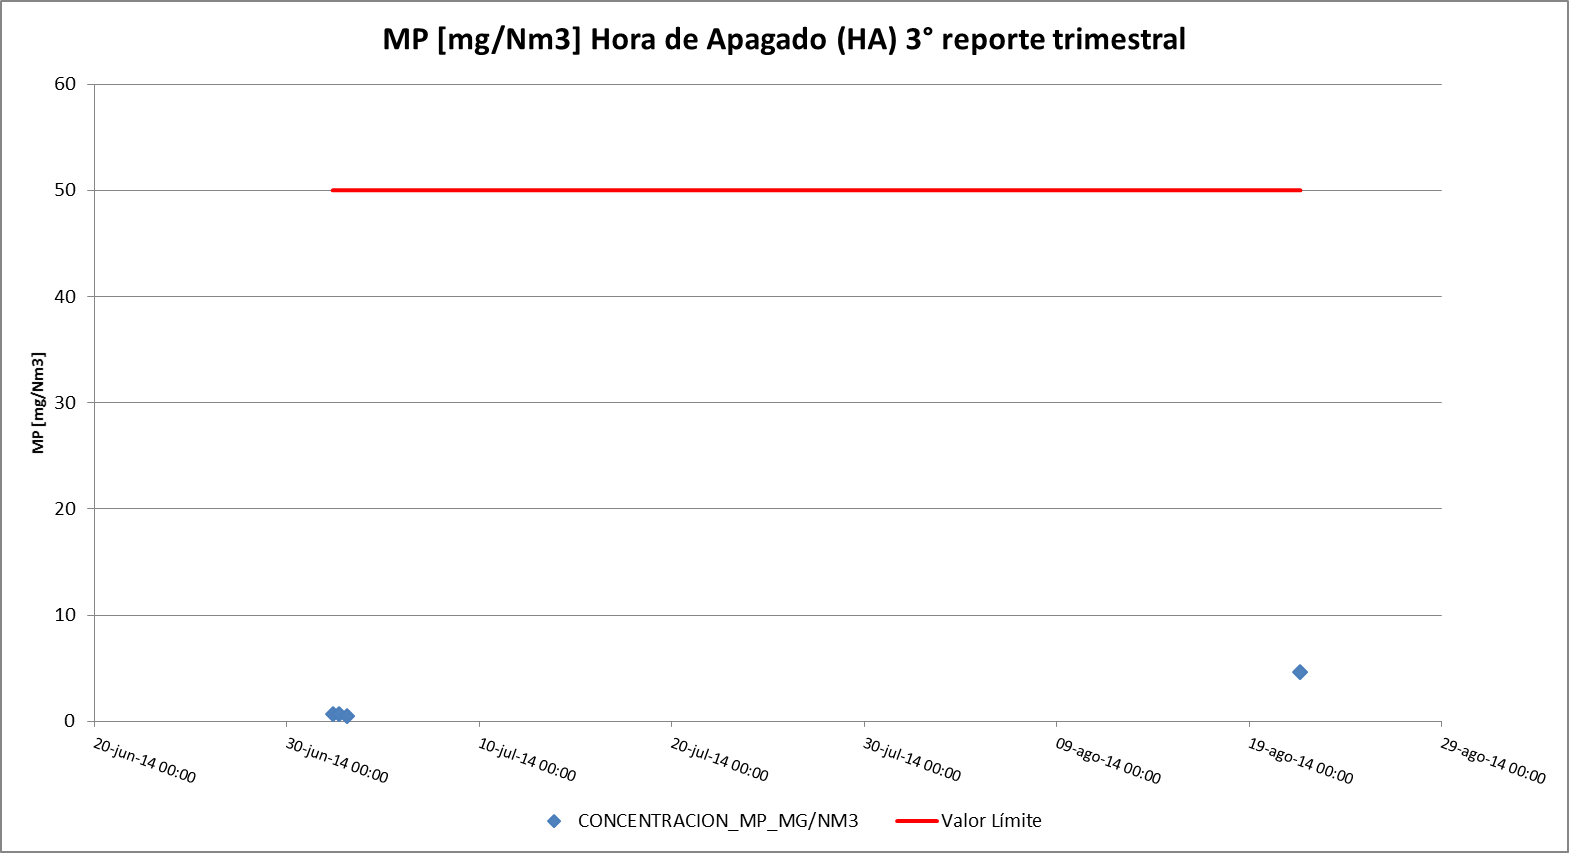 MP [mg/Nm3] Hora de Apagado (HA) 3° reporte trimestral
60
50
40
30
20
10
0
MP [mg/Nm3]
20-jun-14 00:00
30-jun-14 00:00
10-jul-14 00:00
20-jul-14 00:00
30-jul-14 00:00
09-ago-14 00:00
19-ago-14 00:00
29-ago-14 00:00
CONCENTRACION_MP_MG/NM3
Valor Límite